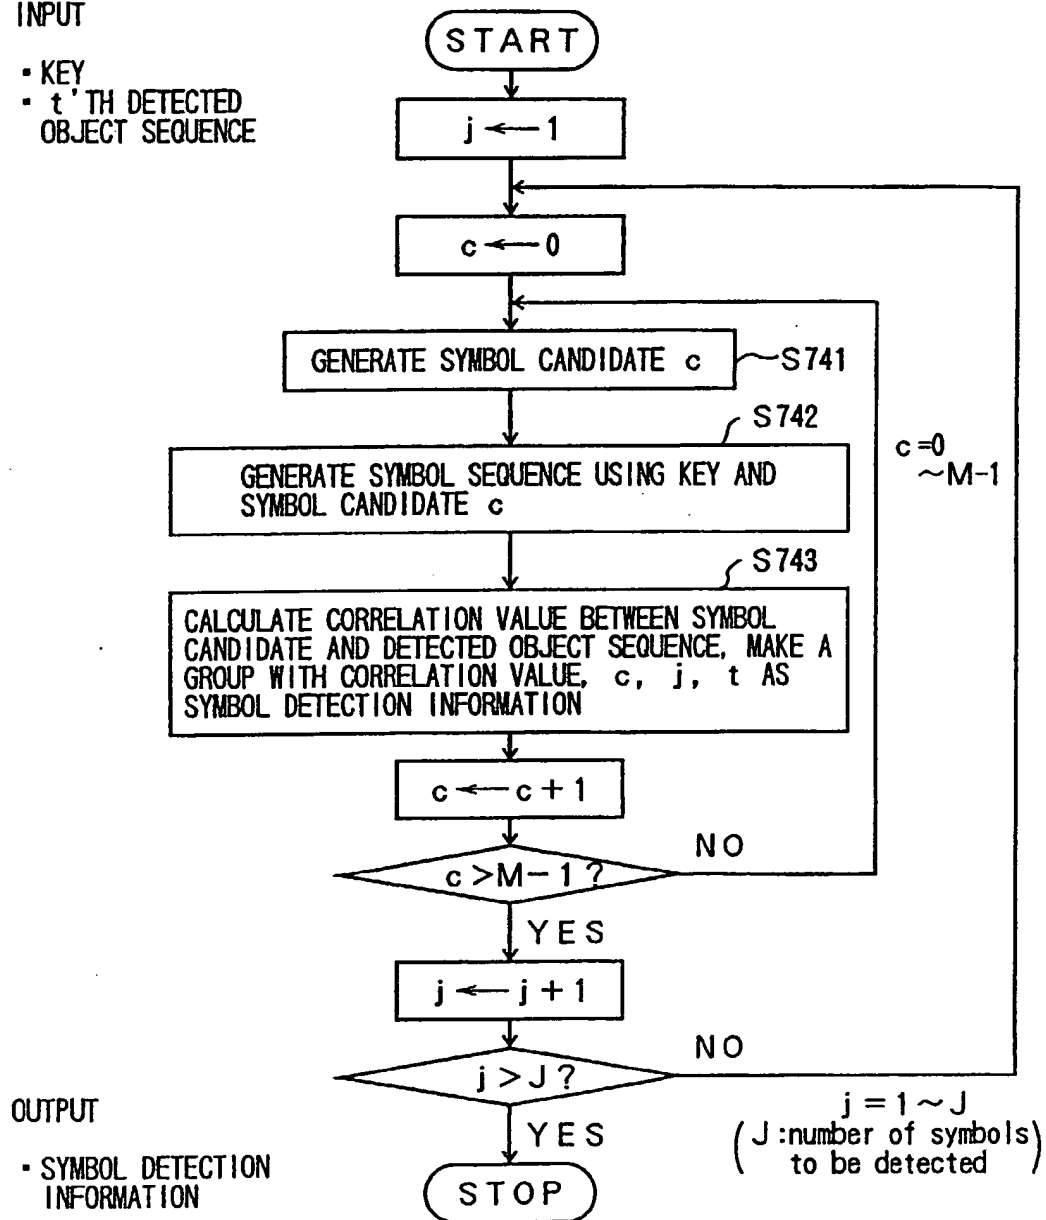 INPUT
・KEY
・t'TH DETECTED
OBJECT SEQUENCE
START
j ← 1
c ← 0
GENERATE SYMBOL CANDIDATE c
S741
S742
GENERATE SYMBOL SEQUENCE USING KEY AND
SYMBOL CANDIDATE c
c=0
~M-1
S743
CALCULATE CORRELATION VALUE BETWEEN SYMBOL
CANDIDATE AND DETECTED OBJECT SEQUENCE, MAKE A
GROUP WITH CORRELATION VALUE, c, j, t AS
SYMBOL DETECTION INFORMATION
c ← c + 1
c > M-1 ?
NO
YES
j ← j + 1
j > J ?
NO
YES
j = 1 ~ J
(J :number of symbols
to be detected)
STOP
OUTPUT
・SYMBOL DETECTION
INFORMATION